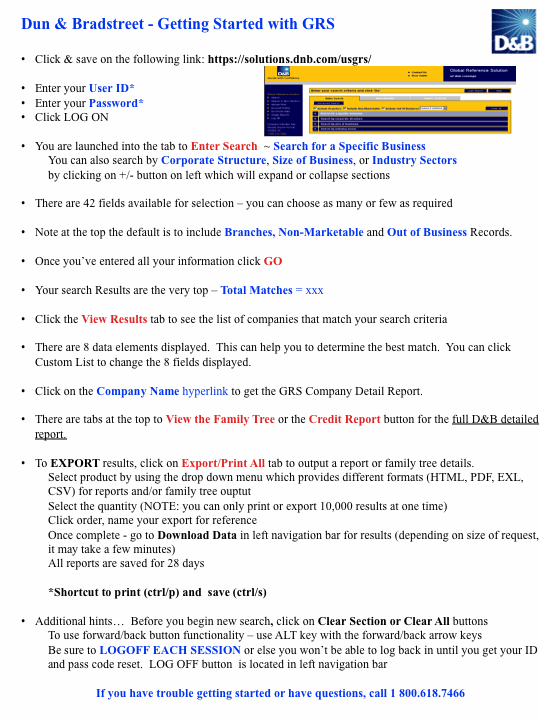 Dun & Bradstreet - Getting Started with GRS
D&B
• Click & save on the following link: https://solutions.dnb.com/usgrs/
D&B
Global Reference Solution
• Enter your User ID*
• Enter your Password*
• Click LOG ON
• You are launched into the tab to Enter Search ~ Search for a Specific Business
You can also search by Corporate Structure, Size of Business, or Industry Sectors
by clicking on +/- button on left which will expand or collapse sections
• There are 42 fields available for selection – you can choose as many or few as required
• Note at the top the default is to include Branches, Non-Marketable and Out of Business Records.
• Once you’ve entered all your information click GO
• Your search Results are the very top – Total Matches = xxx
• Click the View Results tab to see the list of companies that match your search criteria
• There are 8 data elements displayed. This can help you to determine the best match. You can click
Custom List to change the 8 fields displayed.
• Click on the Company Name hyperlink to get the GRS Company Detail Report.
• There are tabs at the top to View the Family Tree or the Credit Report button for the full D&B detailed
report.
• To EXPORT results, click on Export/Print All tab to output a report or family tree details.
Select product by using the drop down menu which provides different formats (HTML, PDF, EXL,
CSV) for reports and/or family tree ouptut
Select the quantity (NOTE: you can only print or export 10,000 results at one time)
Click order, name your export for reference
Once complete - go to Download Data in left navigation bar for results (depending on size of request,
it may take a few minutes)
All reports are saved for 28 days
*Shortcut to print (ctrl/p) and save (ctrl/s)
• Additional hints… Before you begin new search, click on Clear Section or Clear All buttons
To use forward/back button functionality – use ALT key with the forward/back arrow keys
Be sure to LOGOFF EACH SESSION or else you won’t be able to log back in until you get your ID
and pass code reset. LOG OFF button is located in left navigation bar
If you have trouble getting started or have questions, call 1 800.618.7466